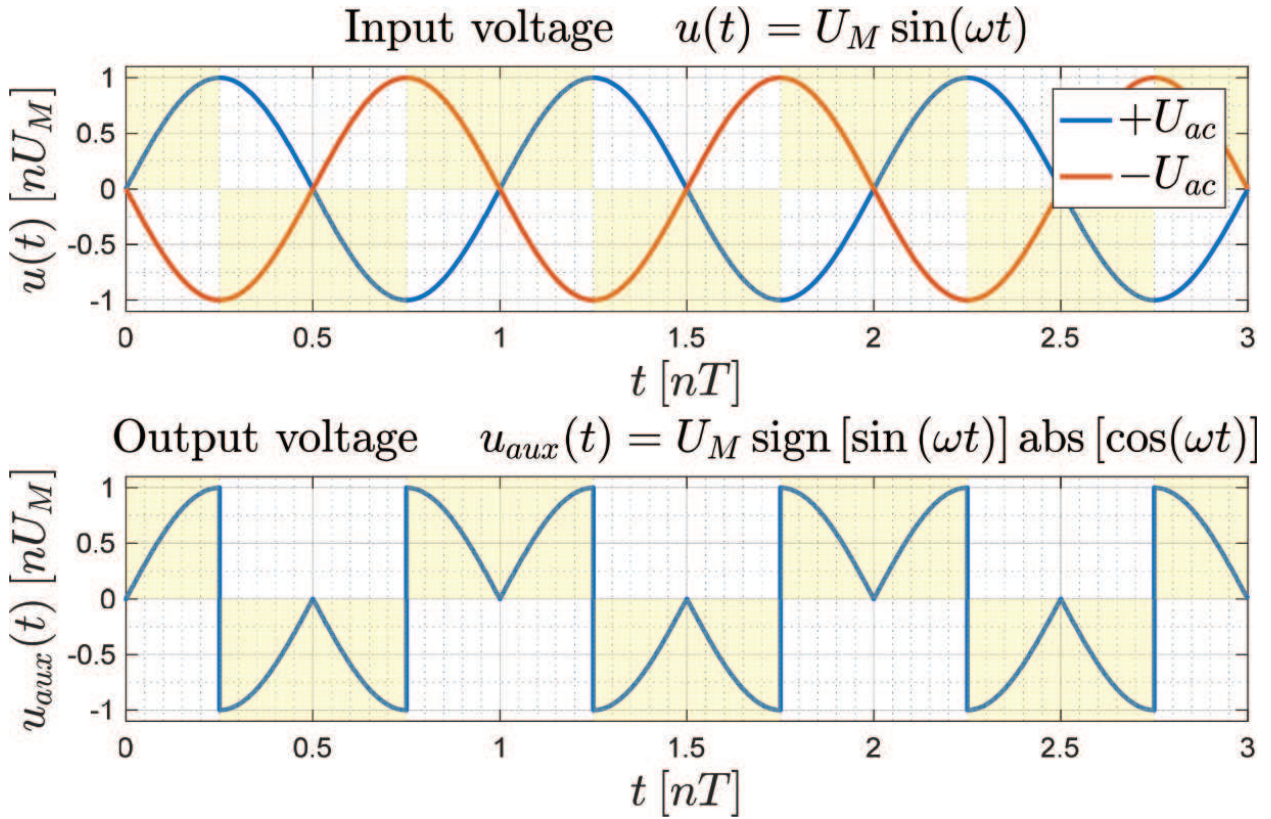 Input voltage u(t) = U_M sin(ωt)
u(t) [nU_M]
1
0.5
0
-0.5
-1
+U_ac
−U_ac
0 0.5 1 1.5 2 2.5 3
t [nT]
Output voltage u_aux(t) = U_M sign [sin (ωt)] abs [cos(ωt)]
u_aux(t) [nU_M]
1
0.5
0
-0.5
-1
0 0.5 1 1.5 2 2.5 3
t [nT]